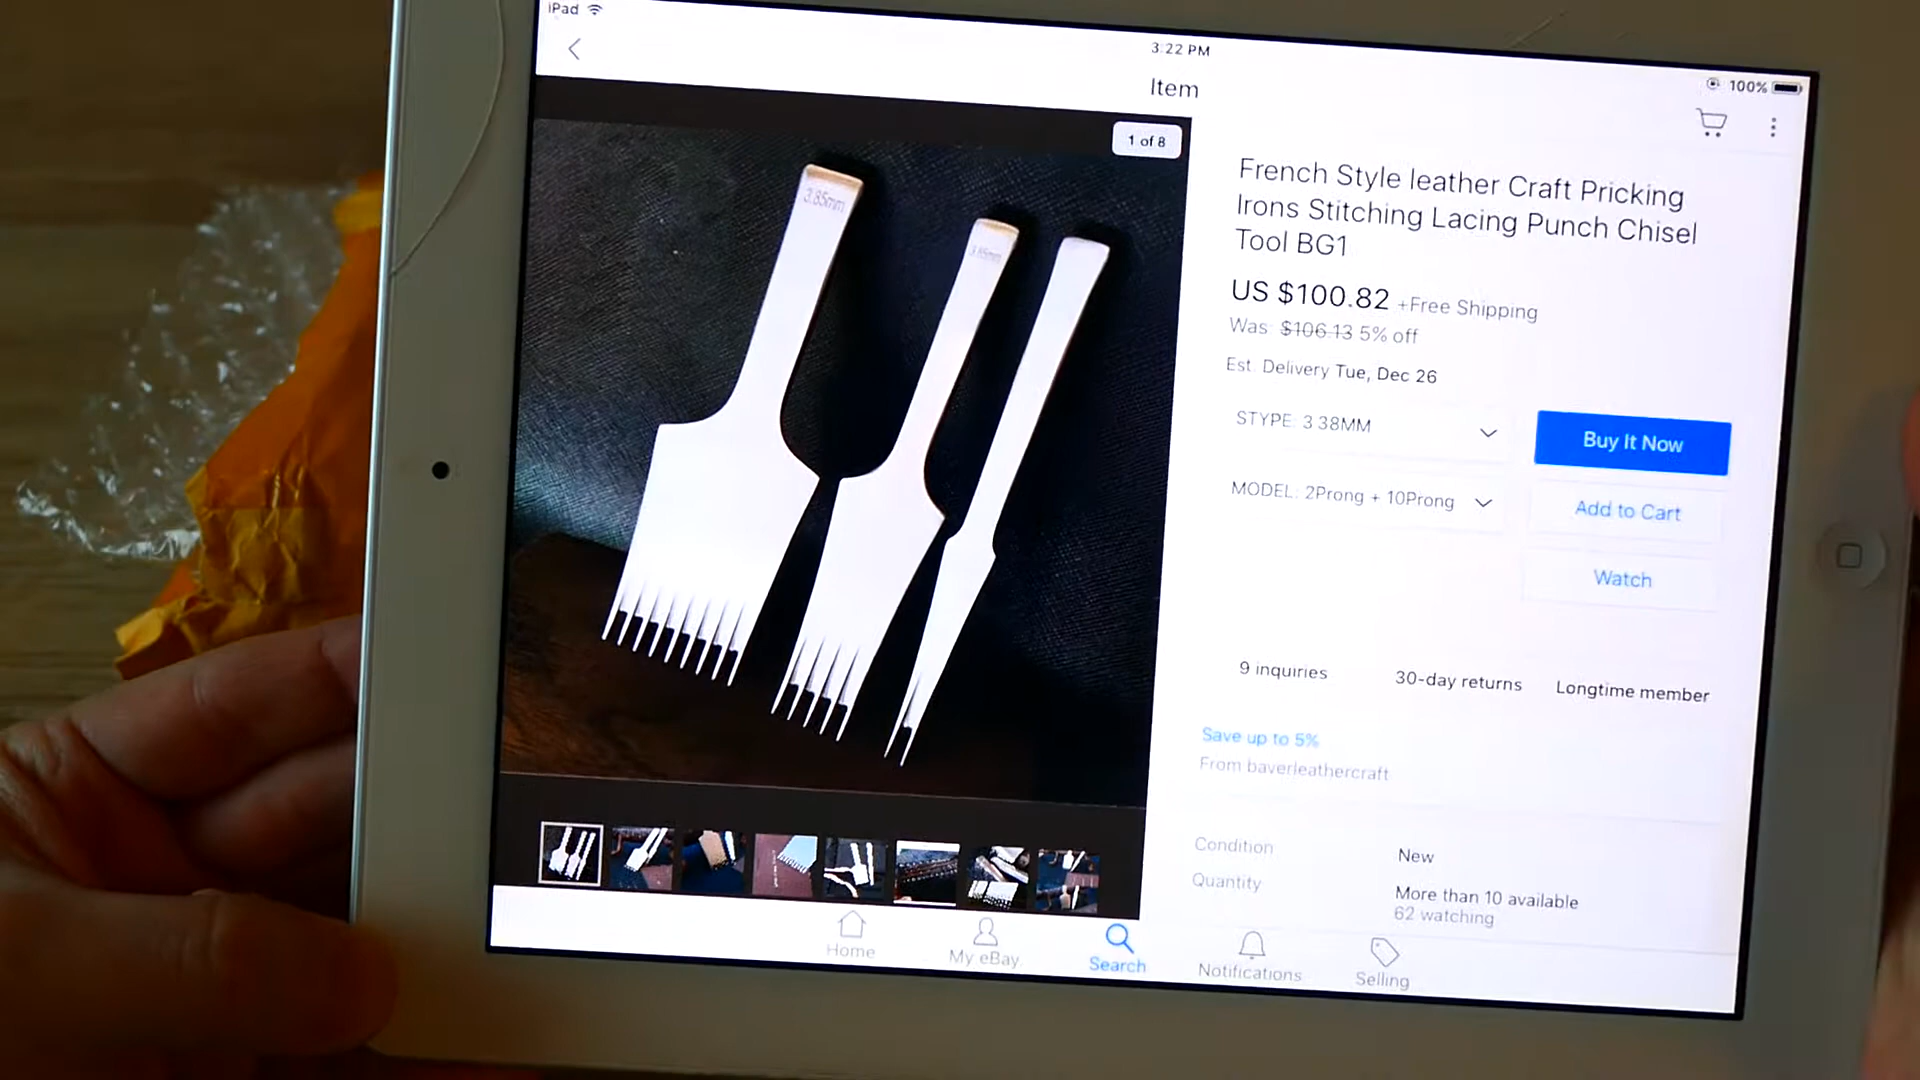 iPad
3:22 PM
100%
Item
1 of 8
3.85mm
3.85mm
French Style leather Craft Pricking
Irons Stitching Lacing Punch Chisel
Tool BG1
US $100.82 +Free Shipping
Was $106.13 5% off
Est. Delivery Tue, Dec 26
STYPE: 3.38MM
Buy It Now
MODEL: 2Prong + 10Prong
Add to Cart
Watch
9 inquiries
30-day returns
Longtime member
Save up to 5%
From baverleathercraft
Condition
New
Quantity
More than 10 available
62 watching
Home
My eBay
Search
Notifications
Selling